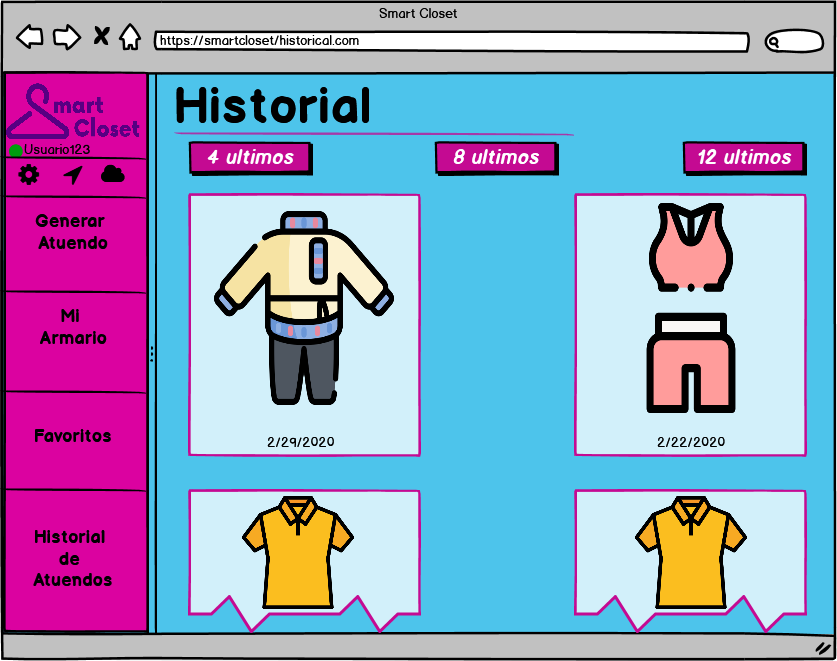 Smart Closet
https://smartcloset/historical.com
Smart
Closet
Usuario123
Generar
Atuendo
Mi
Armario
Favoritos
Historial
de
Atuendos
Historial
4 ultimos
8 ultimos
12 ultimos
2/29/2020
2/22/2020